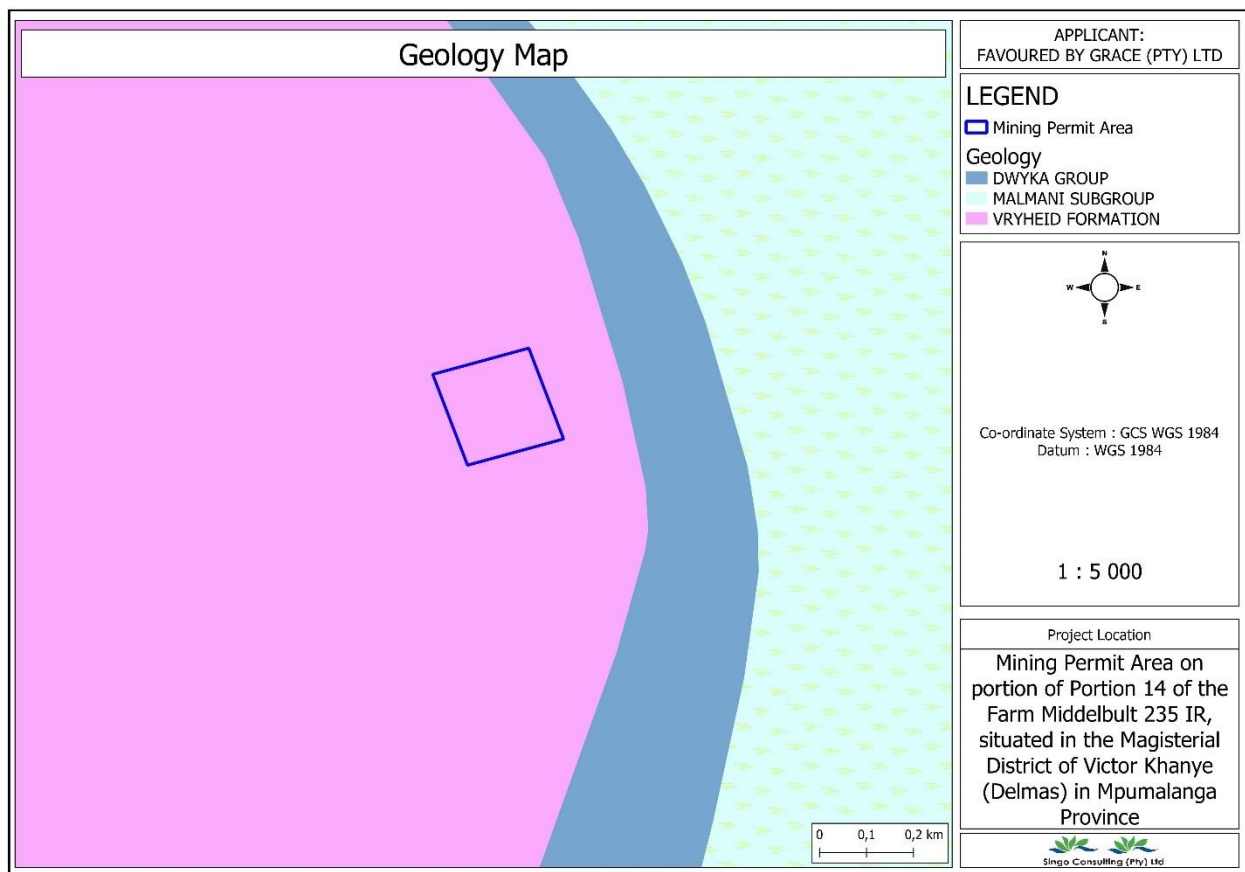 Geology Map
APPLICANT:
FAVOURED BY GRACE (PTY) LTD
LEGEND
Mining Permit Area
Geology
DWYKA GROUP
MALMANI SUBGROUP
VRYHEID FORMATION
N
W E
S
Co-ordinate System : GCS WGS 1984
Datum : WGS 1984
1 : 5 000
Project Location
Mining Permit Area on
portion of Portion 14 of the
Farm Middelbult 235 IR,
situated in the Magisterial
District of Victor Khanye
(Delmas) in Mpumalanga
Province
Singo Consulting (Pty) Ltd
0 0,1 0,2 km